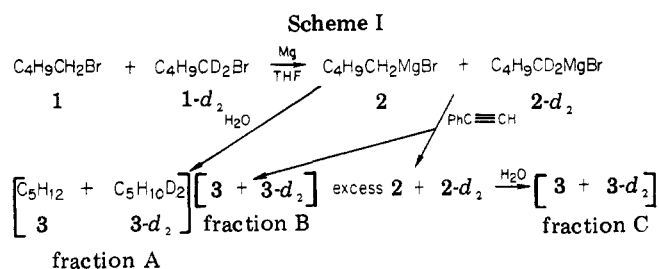 Scheme I
C4H9CH2Br + C4H9CD2Br Mg THF C4H9CH2MgBr + C4H9CD2MgBr
1 1-d2 2 2-d2
H2O PhC≡CH
[C5H12 + C5H10D2] [3 + 3-d2] excess 2 + 2-d2 H2O [3 + 3-d2]
3 3-d2 fraction B fraction C
fraction A